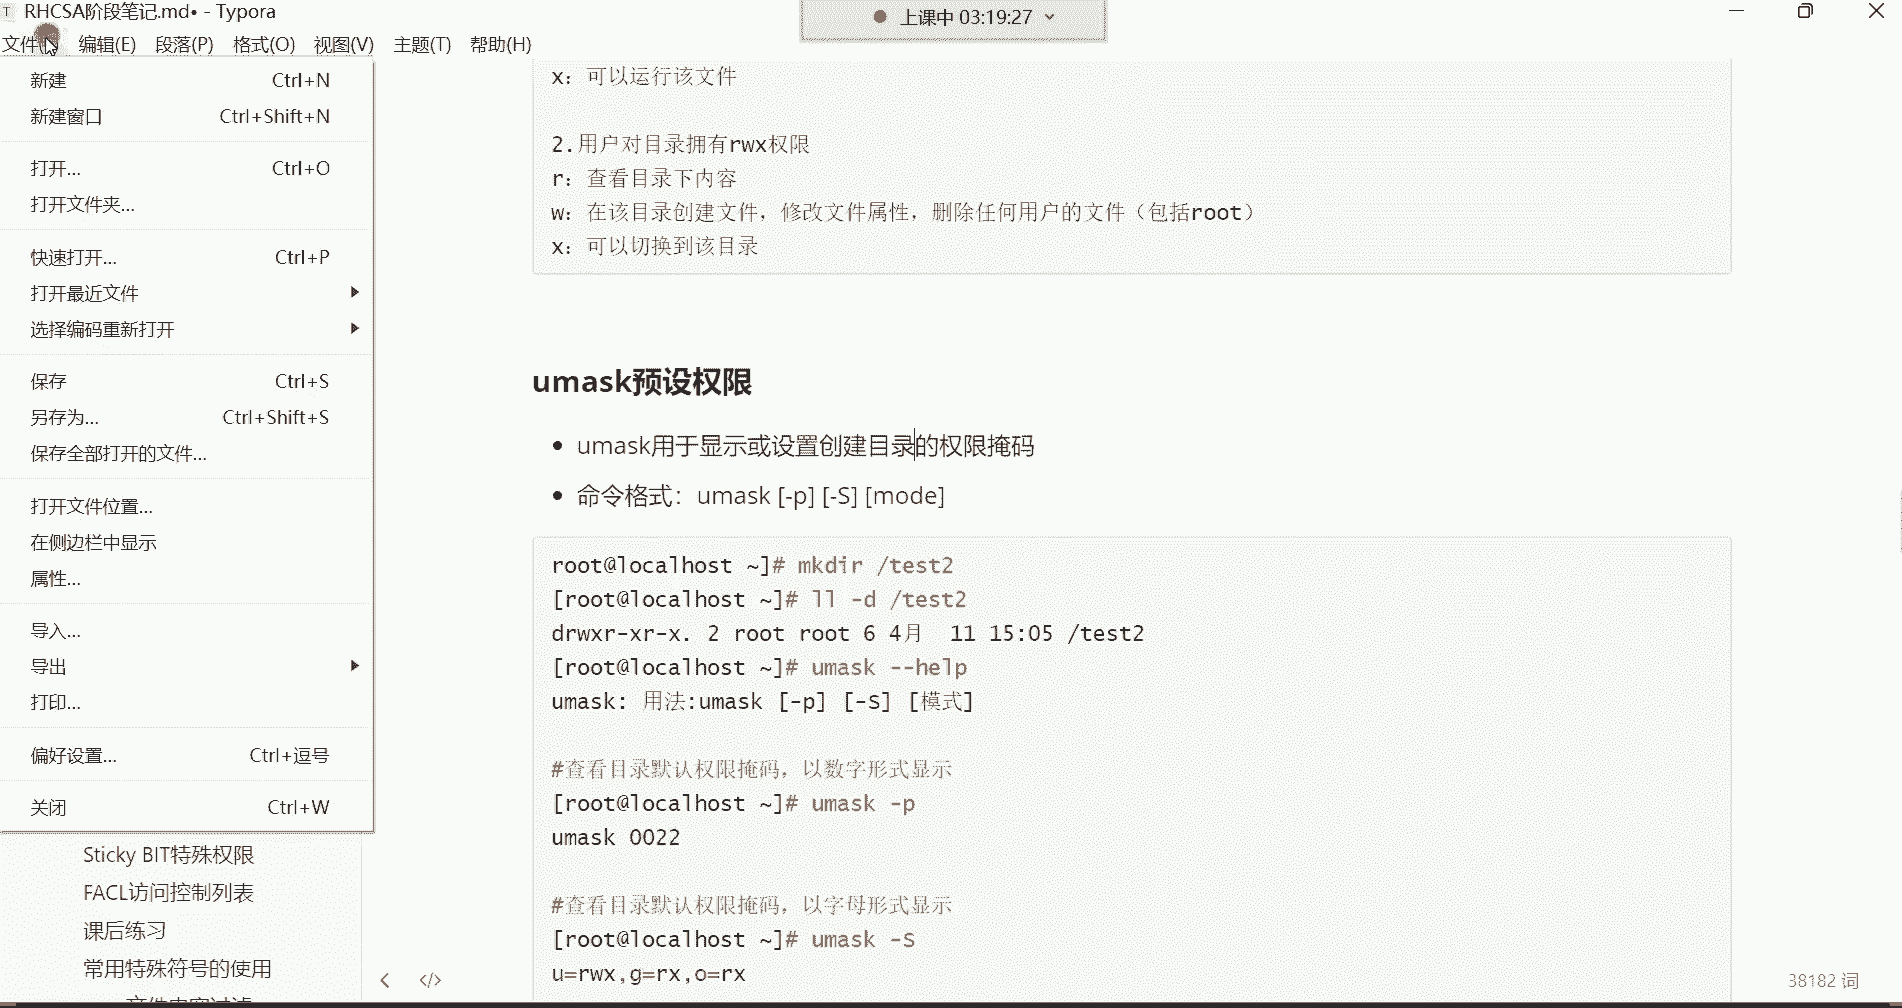 RHCSA阶段笔记.md• - Typora
上课中 03:19:27
文件 编辑(E) 段落(P) 格式(O) 视图(V) 主题(T) 帮助(H)
新建 Ctrl+N
新建窗口 Ctrl+Shift+N
打开... Ctrl+O
打开文件夹...
快速打开... Ctrl+P
打开最近文件
选择编码重新打开
保存 Ctrl+S
另存为... Ctrl+Shift+S
保存全部打开的文件...
打开文件位置...
在侧边栏中显示
属性...
导入...
导出
打印...
偏好设置... Ctrl+逗号
关闭 Ctrl+W
Sticky BIT特殊权限
FACL访问控制列表
课后练习
常用特殊符号的使用
文件内容过滤
x：可以运行该文件
2.用户对目录拥有rwx权限
r：查看目录下内容
w：在该目录创建文件，修改文件属性，删除任何用户的文件（包括root）
x：可以切换到该目录
umask预设权限
• umask用于显示或设置创建目录的权限掩码
• 命令格式：umask [-p] [-S] [mode]
root@localhost ~]# mkdir /test2
[root@localhost ~]# ll -d /test2
drwxr-xr-x. 2 root root 6 4月  11 15:05 /test2
[root@localhost ~]# umask --help
umask: 用法:umask [-p] [-S] [模式]
#查看目录默认权限掩码，以数字形式显示
[root@localhost ~]# umask -p
umask 0022
#查看目录默认权限掩码，以字母形式显示
[root@localhost ~]# umask -S
u=rwx,g=rx,o=rx
38182 词